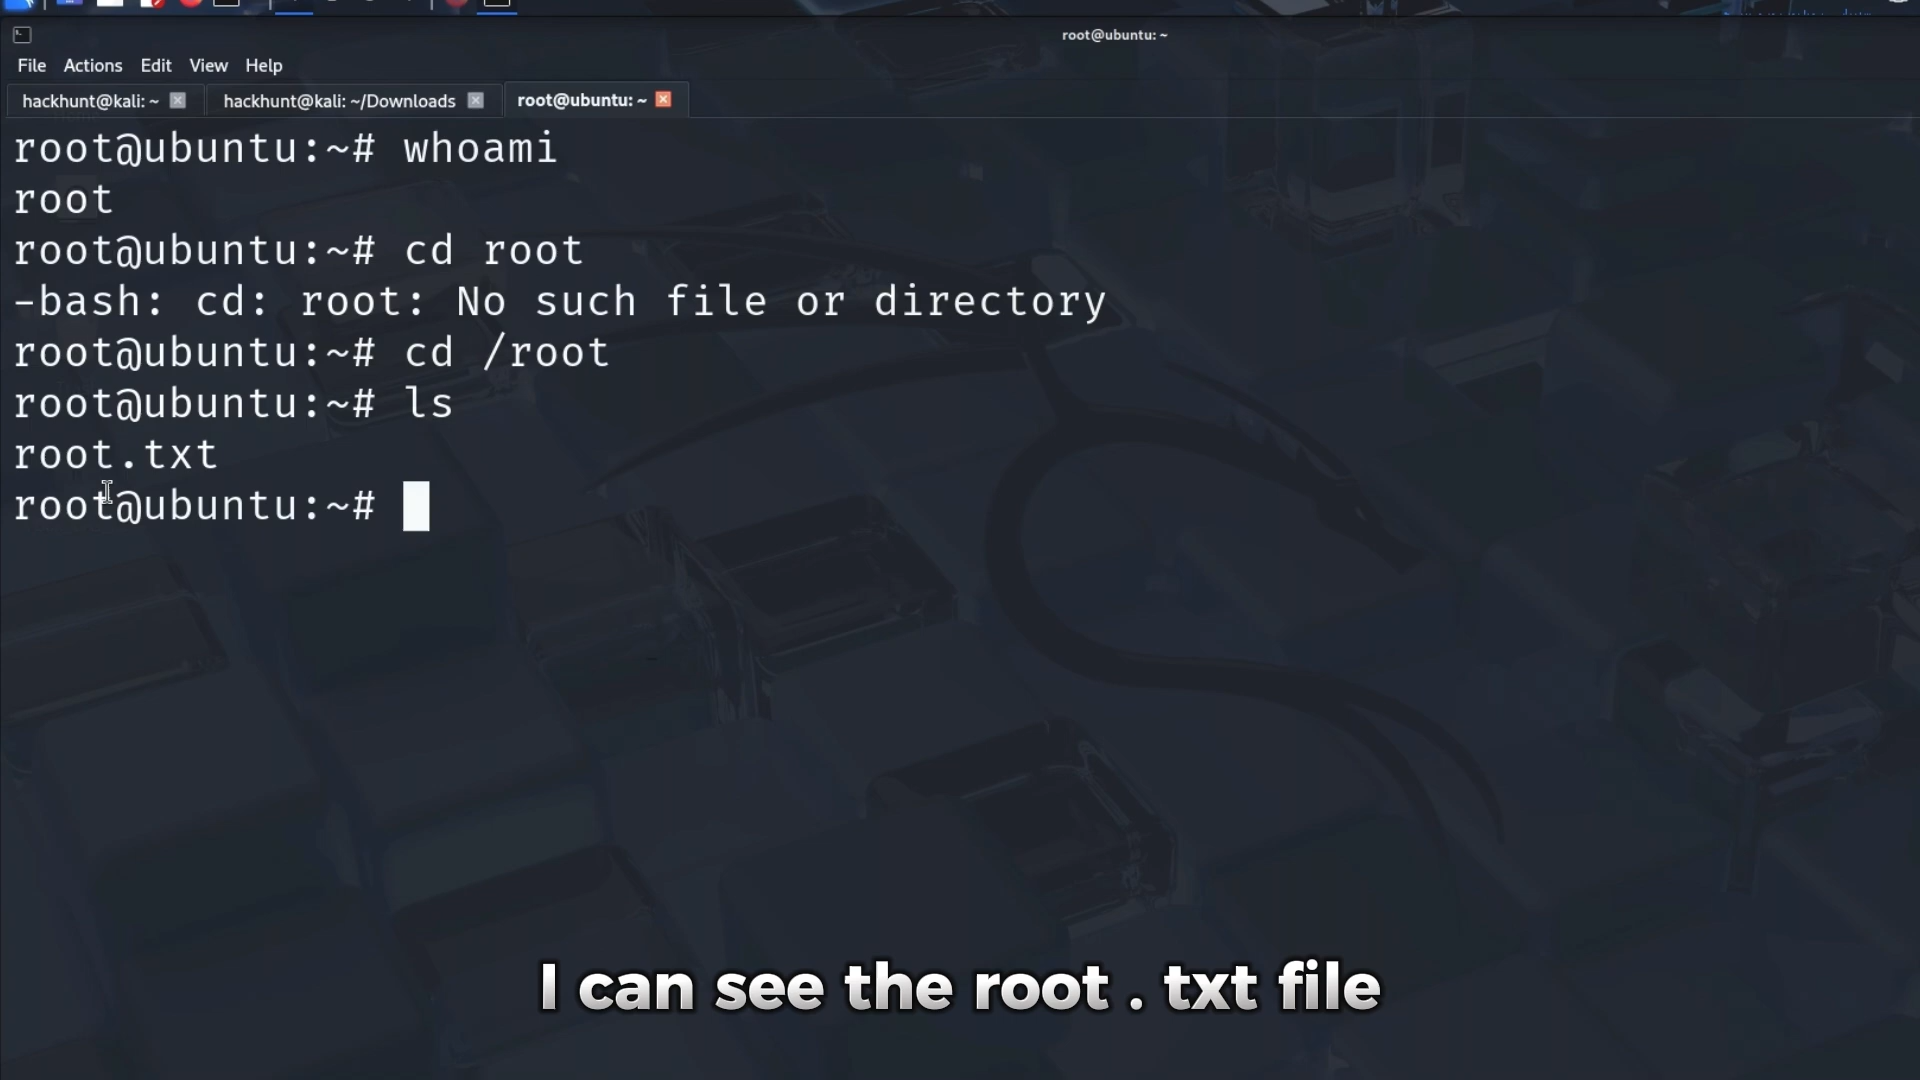 root@ubuntu: ~
File Actions Edit View Help
hackhunt@kali: ~ hackhunt@kali: ~/Downloads root@ubuntu: ~
root@ubuntu:~# whoami
root
root@ubuntu:~# cd root
-bash: cd: root: No such file or directory
root@ubuntu:~# cd /root
root@ubuntu:~# ls
root.txt
root@ubuntu:~#
I can see the root . txt file